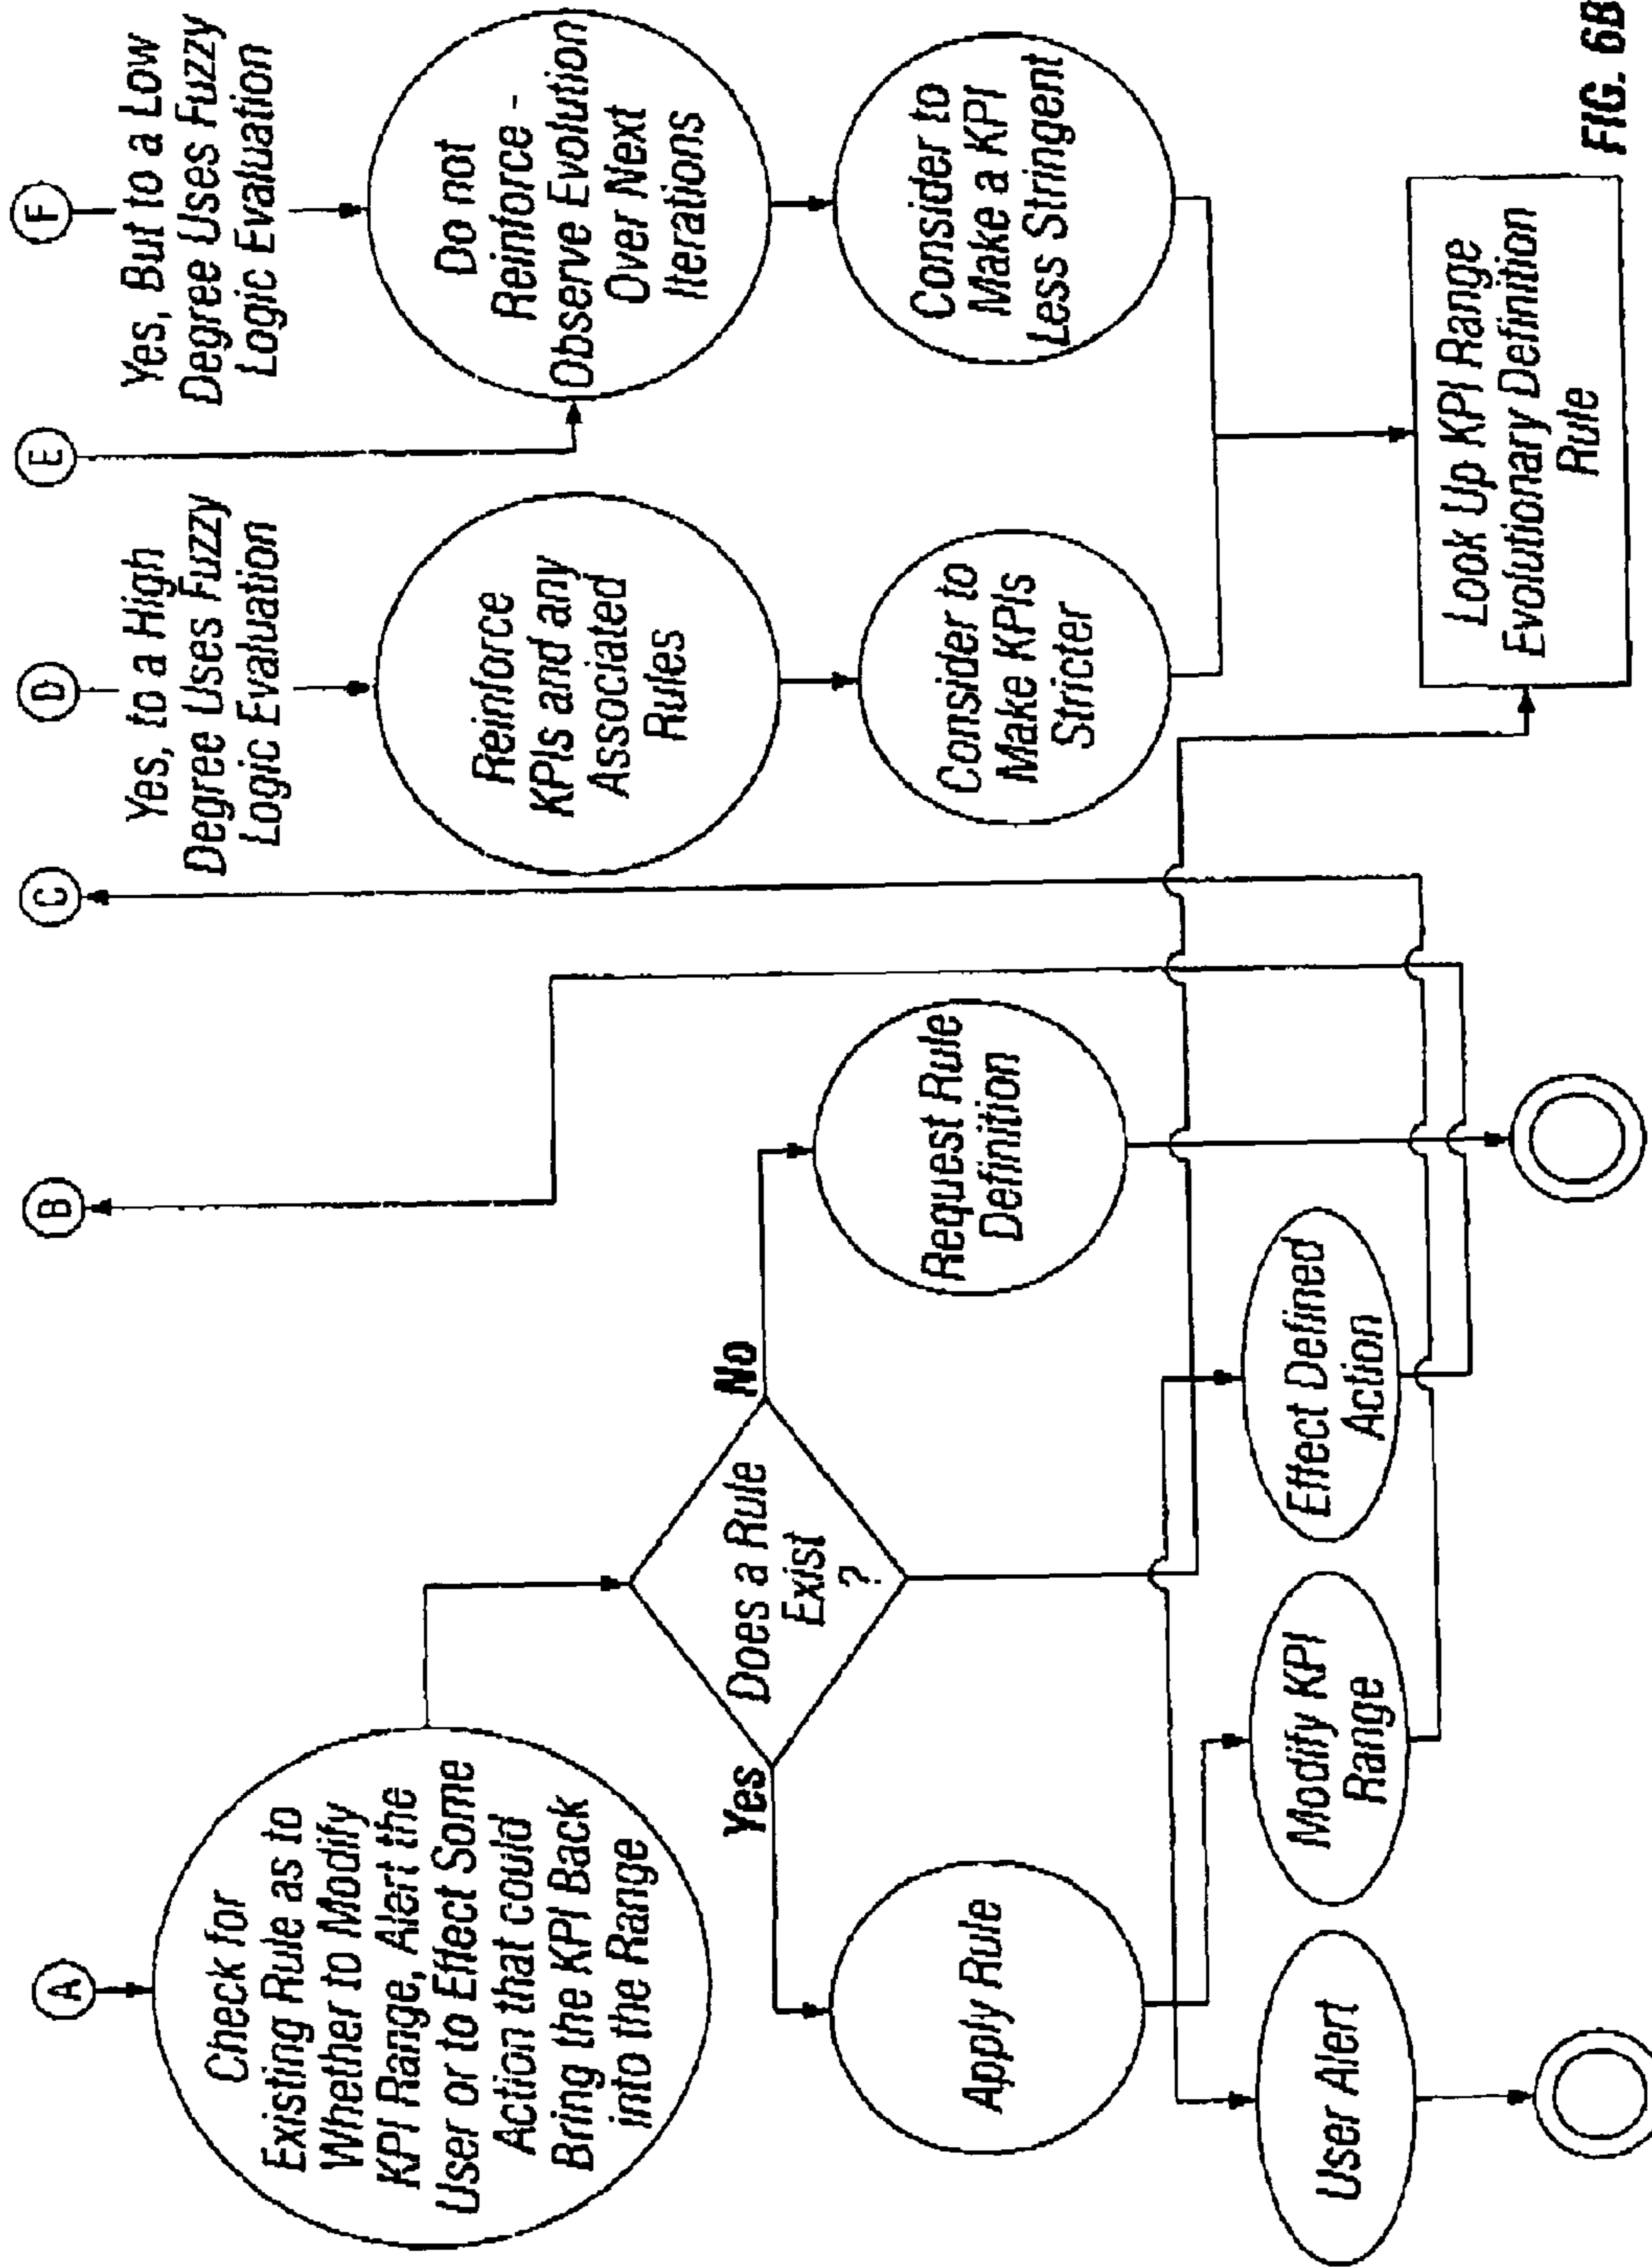 A
B
C
D
E
F
Check for
Existing Rule as to
Whether to Modify
KPI Range, Alert the
User or to Effect Some
Action that could
Bring the KPI Back
into the Range
Yes, to a High
Degree Uses Fuzzy
Logic Evaluation
Yes, But to a Low
Degree Uses Fuzzy
Logic Evaluation
Reinforce
KPIs and any
Associated
Rules
Do not
Reinforce -
Observe Evolution
Over Next
Iterations
Does a Rule
Exist
?
Yes
No
Apply Rule
Request Rule
Definition
Consider to
Make KPIs
Stricter
Consider to
Make a KPI
Less Stringent
User Alert
Modify KPI
Range
Effect Defined
Action
Look Up KPI Range
Evolutionary Definition
Rule
FIG. 6B